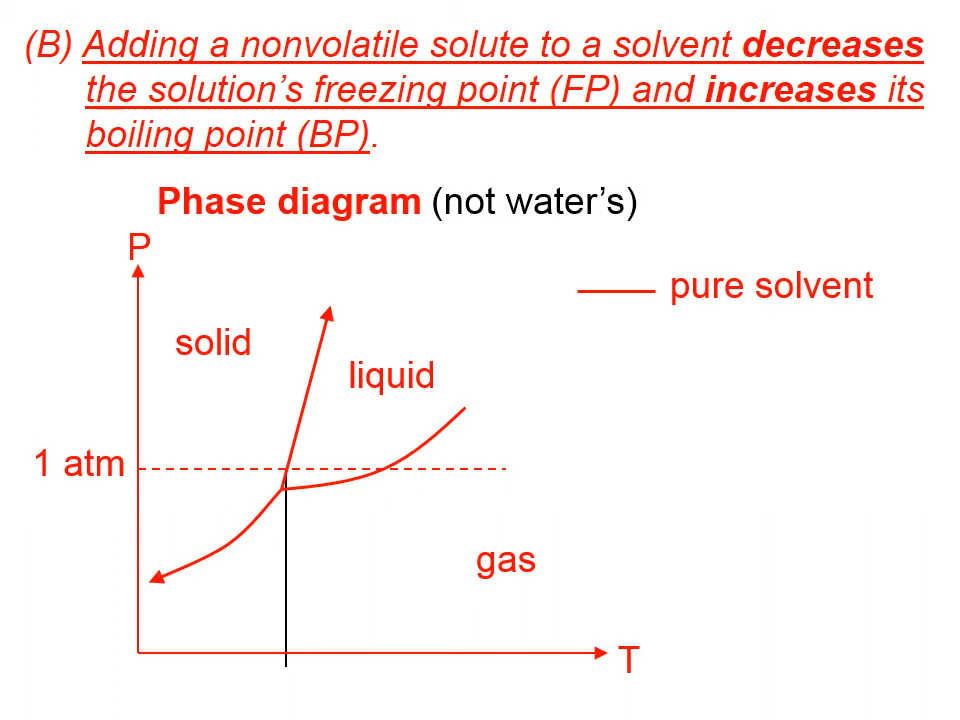 (B) Adding a nonvolatile solute to a solvent decreases
the solution’s freezing point (FP) and increases its
boiling point (BP).
Phase diagram (not water’s)
P
pure solvent
solid
liquid
1 atm
gas
T